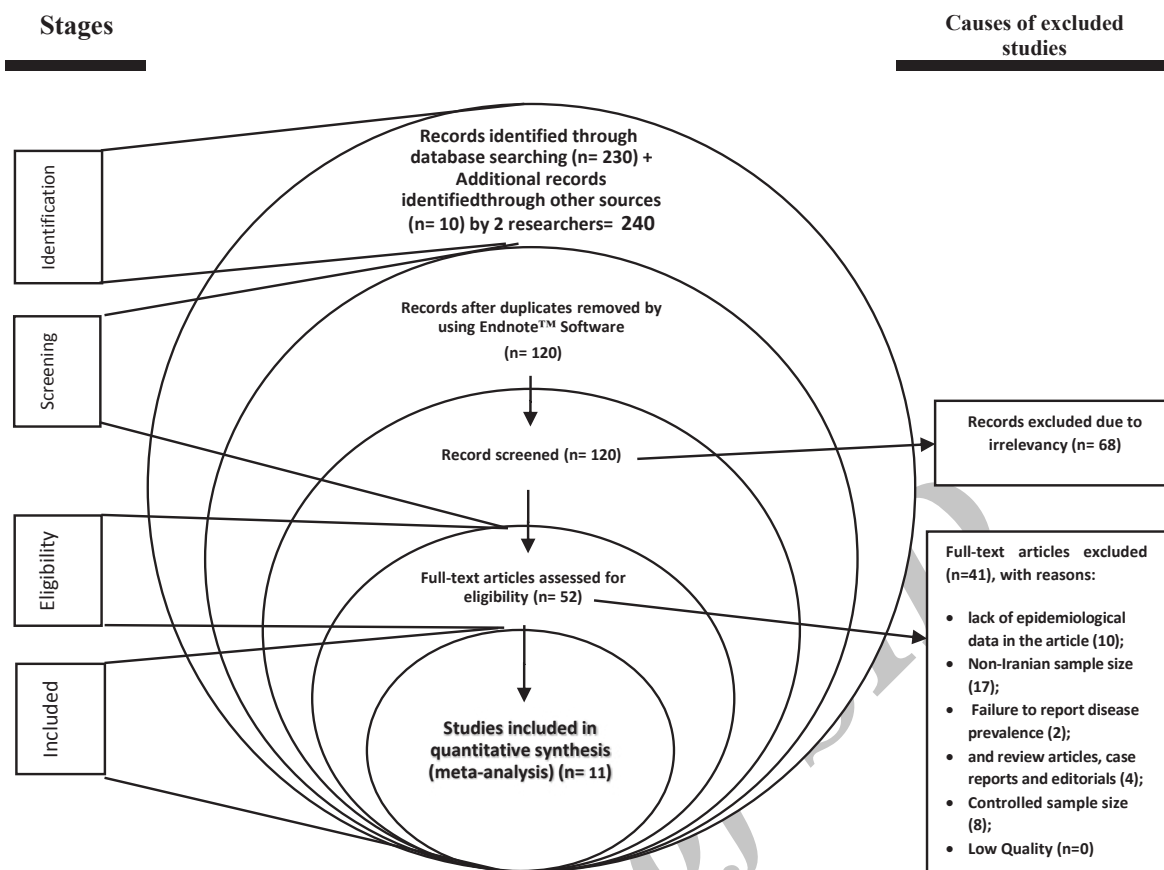 Stages
Causes of excluded
studies
Identification
Screening
Eligibility
Included
Records identified through
database searching (n= 230) +
Additional records
identifiedthrough other sources
(n= 10) by 2 researchers= 240
Records after duplicates removed by
using Endnote™ Software
(n= 120)
Record screened (n= 120)
Full-text articles assessed for
eligibility (n= 52)
Studies included in
quantitative synthesis
(meta-analysis) (n= 11)
Records excluded due to
irrelevancy (n= 68)
Full-text articles excluded
(n=41), with reasons:
• lack of epidemiological
data in the article (10);
• Non-Iranian sample size
(17);
• Failure to report disease
prevalence (2);
• and review articles, case
reports and editorials (4);
• Controlled sample size
(8);
• Low Quality (n=0)